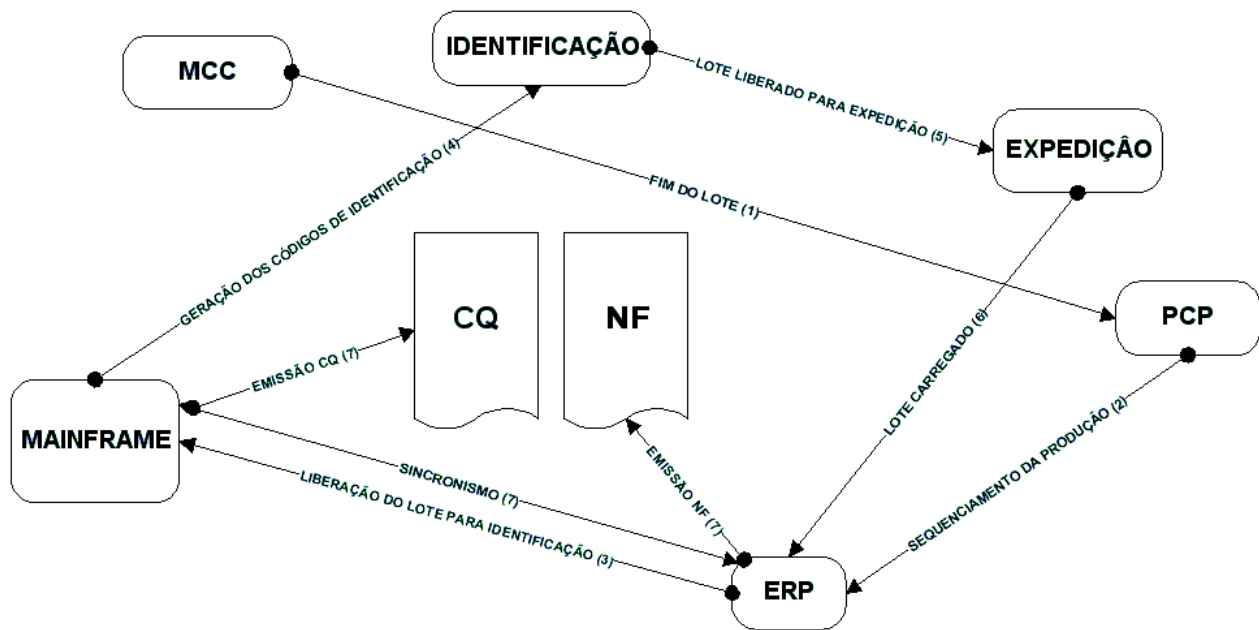 IDENTIFICAÇÃO
MCC
LOTE LIBERADO PARA EXPEDIÇÃO (5)
EXPEDIÇÂO
GERAÇÃO DOS CÓDIGOS DE IDENTIFICAÇÃO (4)
FIM DO LOTE (1)
CQ
NF
PCP
EMISSÃO CQ (7)
LOTE CARREGADO (6)
MAINFRAME
SINCRONISMO (7)
LIBERAÇÃO DO LOTE PARA IDENTIFICAÇÃO (3)
EMISSÃO NF (7)
SEQUENCIAMENTO DA PRODUÇÃO (2)
ERP